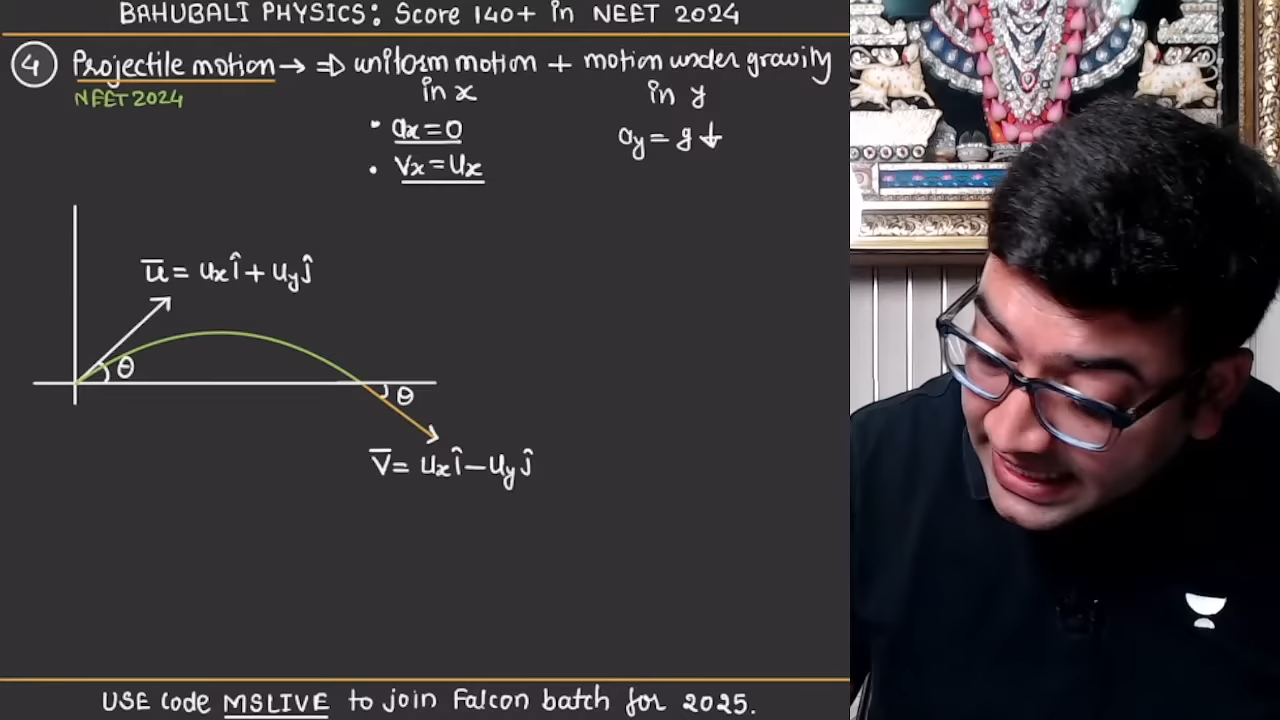 BAHUBALI PHYSICS: Score 140+ in NEET 2024
4 Projectile motion → ⇒ uniform motion + motion under gravity
NEET 2024
in x
in y
• ax = 0
ay = g ↓
• Vx = Ux
u̅ = uxî + uyĵ
θ
θ
V̅ = uxî − uyĵ
USE Code MSLIVE to join Falcon batch for 2025.